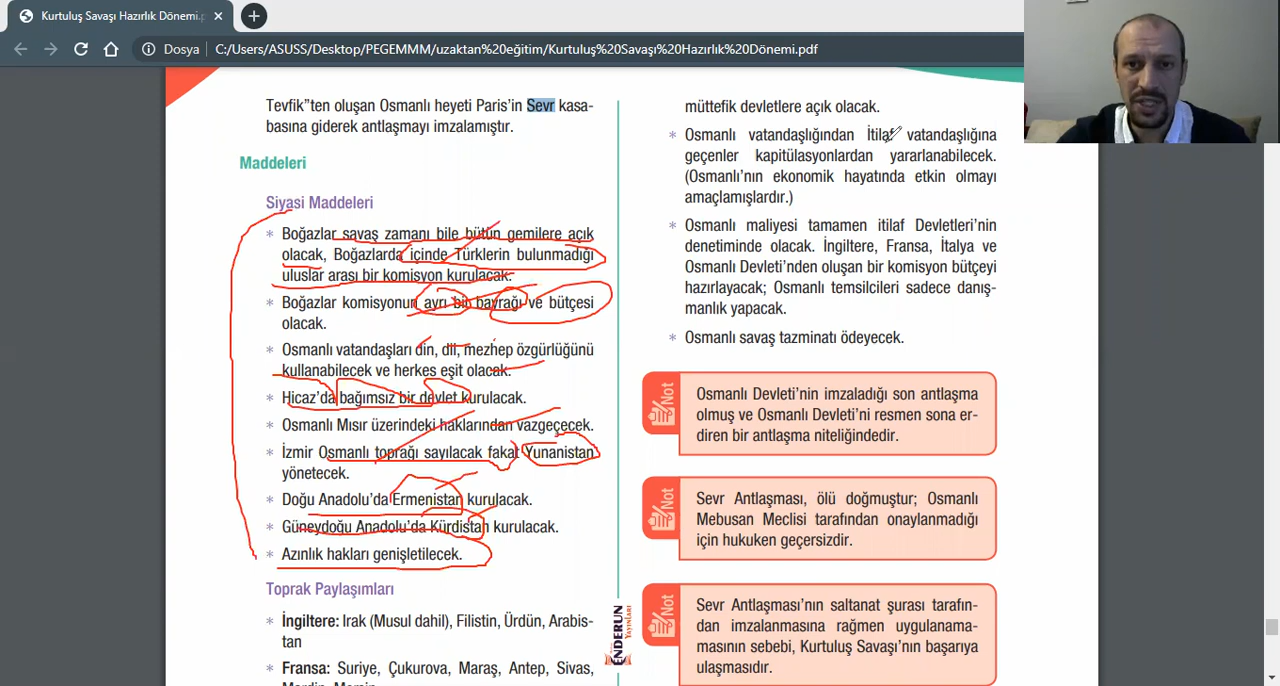 Kurtuluş Savaşı Hazırlık Dönemi.p
Dosya
C:/Users/ASUSS/Desktop/PEGEMMM/uzaktan%20eğitim/Kurtuluş%20Savaşı%20Hazırlık%20Dönemi.pdf
Tevfik"ten oluşan Osmanlı heyeti Paris'in Sevr kasa-
basına giderek antlaşmayı imzalamıştır.
Maddeleri
Siyasi Maddeleri
* Boğazlar savaş zamanı bile bütün gemilere açık
olacak, Boğazlarda içinde Türklerin bulunmadığı
uluslar arası bir komisyon kurulacak.
* Boğazlar komisyonun ayrı bir bayrağı ve bütçesi
olacak.
* Osmanlı vatandaşları din, dil, mezhep özgürlüğünü
kullanabilecek ve herkes eşit olacak.
* Hicaz'da bağımsız bir devlet kurulacak.
* Osmanlı Mısır üzerindeki haklarından vazgeçecek.
* İzmir Osmanlı toprağı sayılacak fakat Yunanistan
yönetecek.
* Doğu Anadolu'da Ermenistan kurulacak.
* Güneydoğu Anadolu'da Kürdistan kurulacak.
* Azınlık hakları genişletilecek.
Toprak Paylaşımları
* İngiltere: Irak (Musul dahil), Filistin, Ürdün, Arabis-
tan
* Fransa: Suriye, Çukurova, Maraş, Antep, Sivas,
müttefik devletlere açık olacak.
* Osmanlı vatandaşlığından İtilaf vatandaşlığına
geçenler kapitülasyonlardan yararlanabilecek.
(Osmanlı'nın ekonomik hayatında etkin olmayı
amaçlamışlardır.)
* Osmanlı maliyesi tamamen itilaf Devletleri'nin
denetiminde olacak. İngiltere, Fransa, İtalya ve
Osmanlı Devleti'nden oluşan bir komisyon bütçeyi
hazırlayacak; Osmanlı temsilcileri sadece danış-
manlık yapacak.
* Osmanlı savaş tazminatı ödeyecek.
Not
Osmanlı Devleti'nin imzaladığı son antlaşma
olmuş ve Osmanlı Devleti'ni resmen sona er-
diren bir antlaşma niteliğindedir.
Not
Sevr Antlaşması, ölü doğmuştur; Osmanlı
Mebusan Meclisi tarafından onaylanmadığı
için hukuken geçersizdir.
Not
Sevr Antlaşması'nın saltanat şurası tarafın-
dan imzalanmasına rağmen uygulanama-
masının sebebi, Kurtuluş Savaşı'nın başarıya
ulaşmasıdır.
ENDERUN
Yayınları